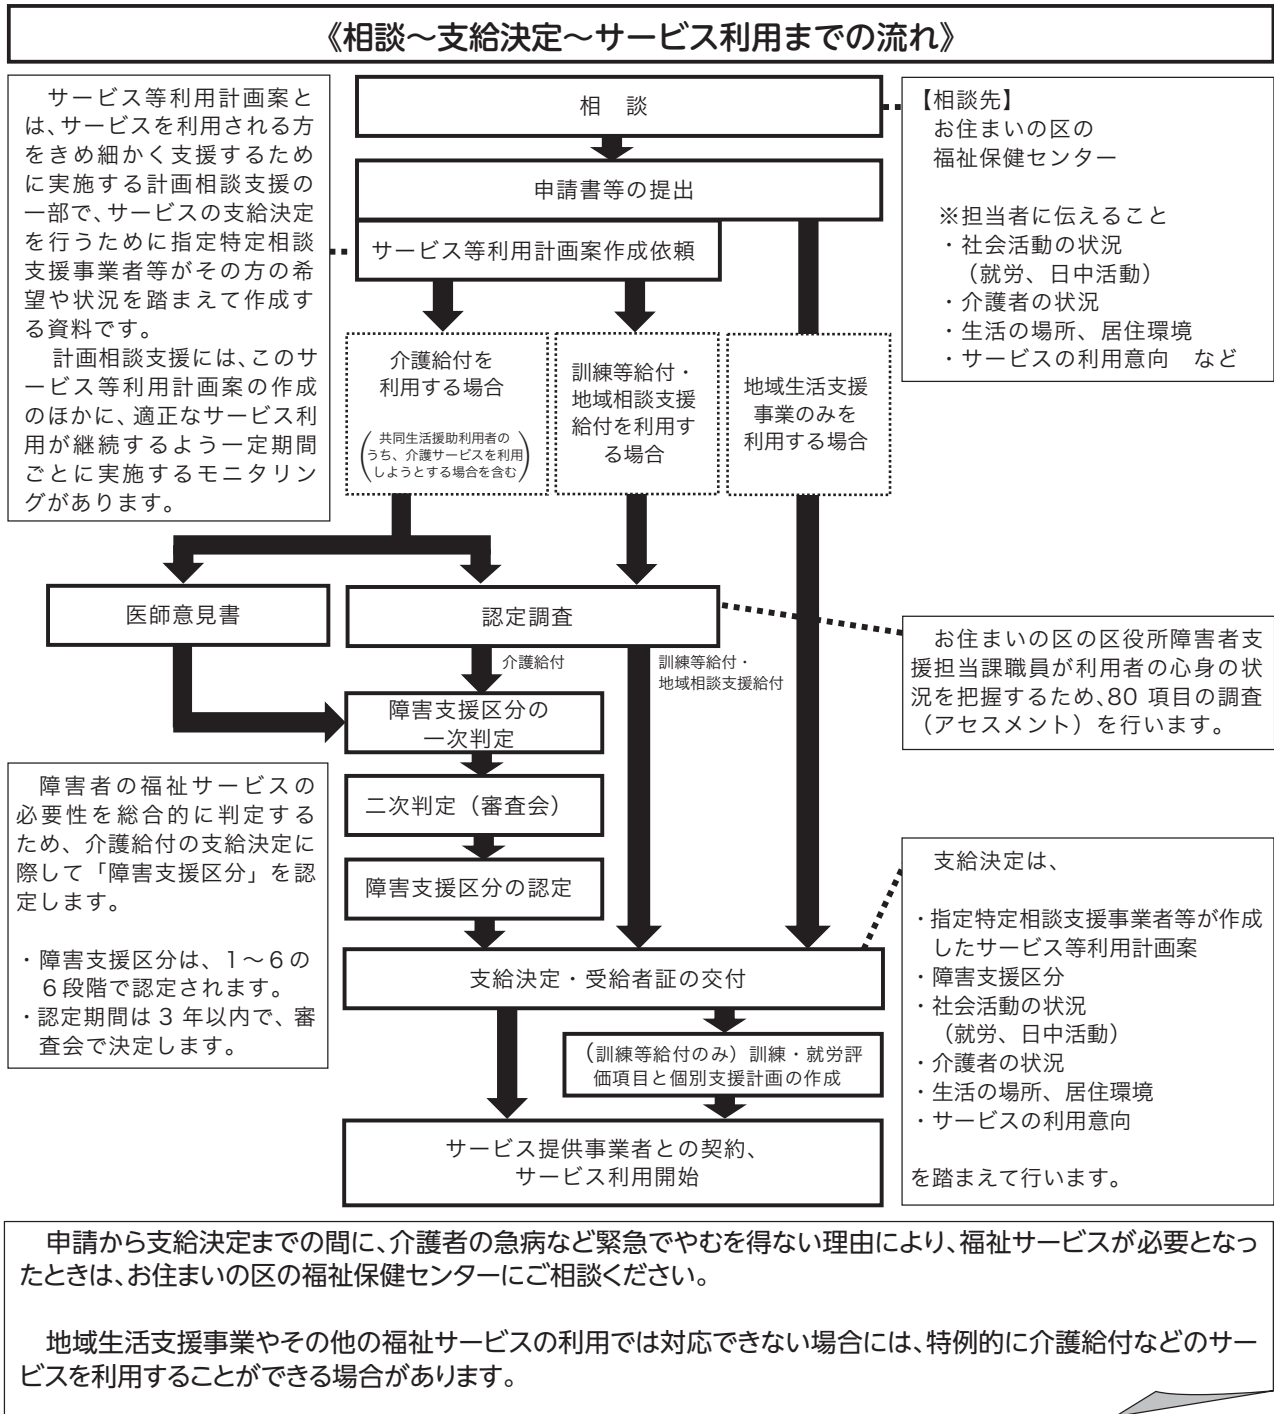 《相談～支給決定～サービス利用までの流れ》
サービス等利用計画案と
は、サービスを利用される方
をきめ細かく支援するため
に実施する計画相談支援の
一部で、サービスの支給決定
を行うために指定特定相談
支援事業者等がその方の希
望や状況を踏まえて作成す
る資料です。
計画相談支援には、このサ
ービス等利用計画案の作成
のほかに、適正なサービス利
用が継続するよう一定期間
ごとに実施するモニタリン
グがあります。
相　談
申請書等の提出
サービス等利用計画案作成依頼
【相談先】
お住まいの区の
福祉保健センター
※担当者に伝えること
・社会活動の状況
（就労、日中活動）
・介護者の状況
・生活の場所、居住環境
・サービスの利用意向　など
介護給付を
利用する場合
（共同生活援助利用者の
うち、介護サービスを利用
しようとする場合を含む）
訓練等給付・
地域相談支援
給付を利用す
る場合
地域生活支援
事業のみを
利用する場合
医師意見書
認定調査
介護給付
訓練等給付・
地域相談支援給付
お住まいの区の区役所障害者支
援担当課職員が利用者の心身の状
況を把握するため、80 項目の調査
（アセスメント）を行います。
障害支援区分の
一次判定
二次判定（審査会）
障害支援区分の認定
障害者の福祉サービスの
必要性を総合的に判定する
ため、介護給付の支給決定に
際して「障害支援区分」を認
定します。
・障害支援区分は、1～6の
6段階で認定されます。
・認定期間は 3 年以内で、審
査会で決定します。
支給決定・受給者証の交付
（訓練等給付のみ）訓練・就労評
価項目と個別支援計画の作成
サービス提供事業者との契約、
サービス利用開始
支給決定は、
・指定特定相談支援事業者等が作成
したサービス等利用計画案
・障害支援区分
・社会活動の状況
（就労、日中活動）
・介護者の状況
・生活の場所、居住環境
・サービスの利用意向
を踏まえて行います。
申請から支給決定までの間に、介護者の急病など緊急でやむを得ない理由により、福祉サービスが必要となっ
たときは、お住まいの区の福祉保健センターにご相談ください。
地域生活支援事業やその他の福祉サービスの利用では対応できない場合には、特例的に介護給付などのサー
ビスを利用することができる場合があります。